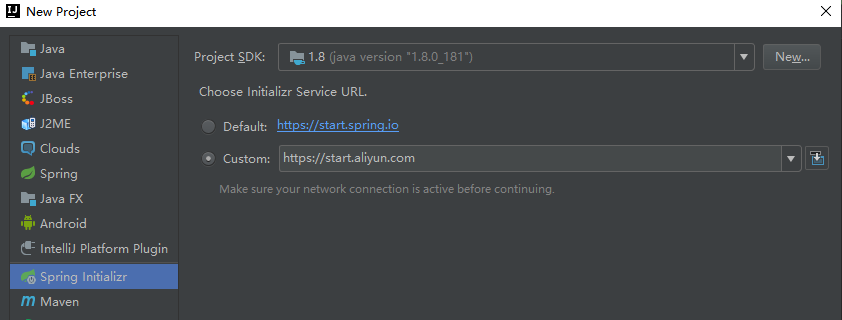 New Project
Java
Java Enterprise
JBoss
J2ME
Clouds
Spring
Java FX
Android
IntelliJ Platform Plugin
Spring Initializr
Maven
Project SDK: 1.8 (java version "1.8.0_181") New...
Choose Initializr Service URL.
Default: https://start.spring.io
Custom: https://start.aliyun.com
Make sure your network connection is active before continuing.